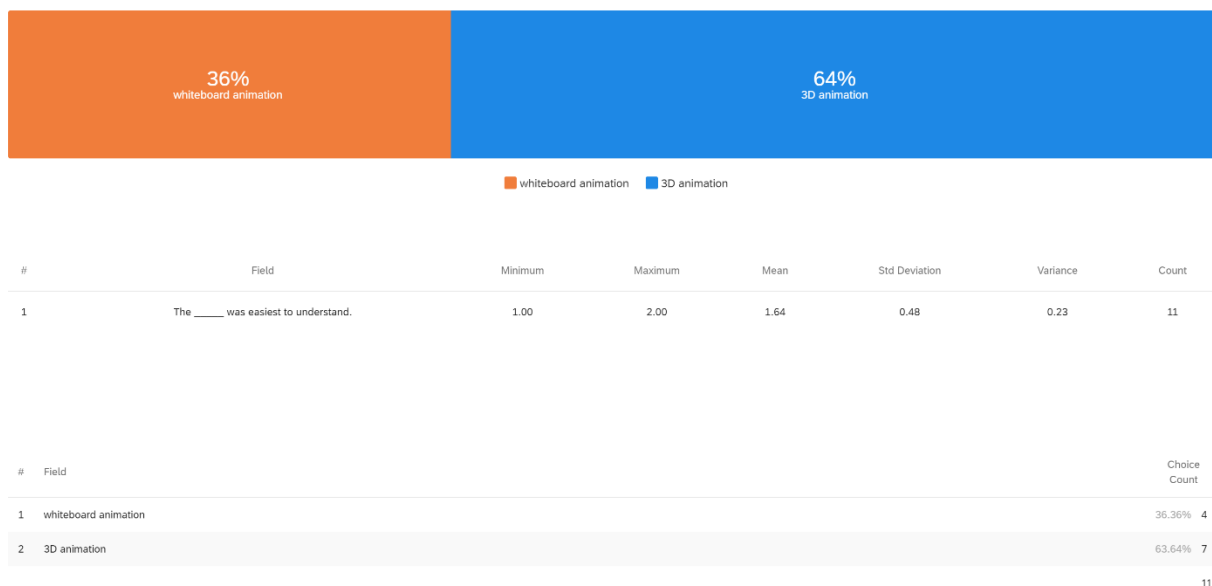 36%
whiteboard animation
64%
3D animation
whiteboard animation 3D animation
# Field Minimum Maximum Mean Std Deviation Variance Count
1 The _____ was easiest to understand. 1.00 2.00 1.64 0.48 0.23 11
# Field Choice Count
1 whiteboard animation 36.36% 4
2 3D animation 63.64% 7
11